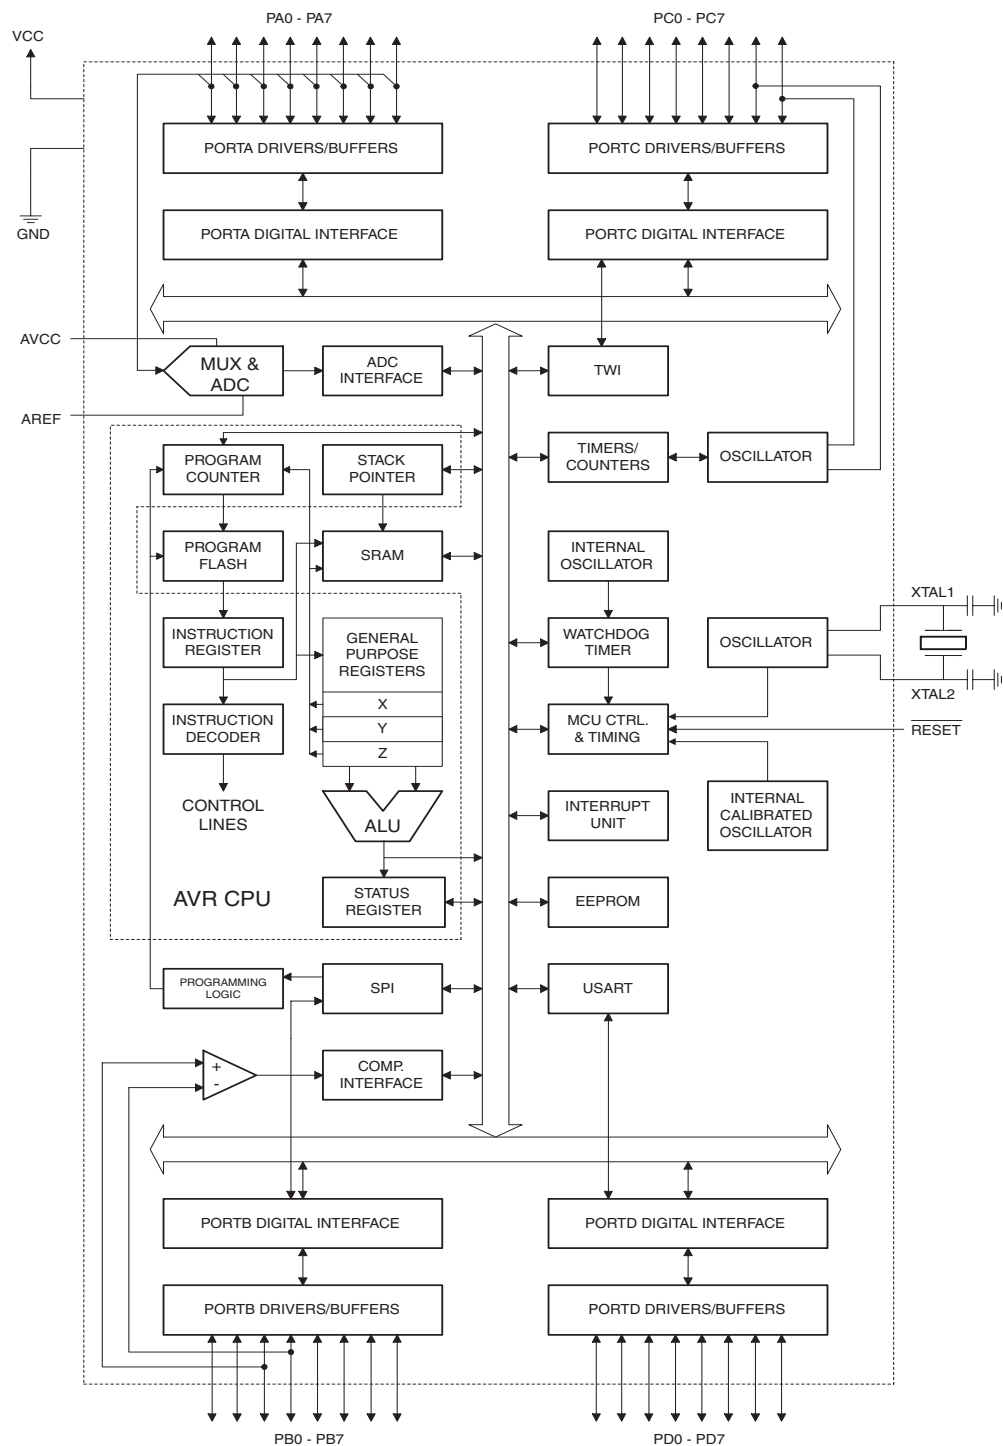 PA0 - PA7
PC0 - PC7
VCC
GND
PORTA DRIVERS/BUFFERS
PORTC DRIVERS/BUFFERS
PORTA DIGITAL INTERFACE
PORTC DIGITAL INTERFACE
AVCC
AREF
MUX &
ADC
ADC
INTERFACE
TWI
PROGRAM
COUNTER
STACK
POINTER
TIMERS/
COUNTERS
OSCILLATOR
PROGRAM
FLASH
SRAM
INTERNAL
OSCILLATOR
XTAL1
INSTRUCTION
REGISTER
GENERAL
PURPOSE
REGISTERS
WATCHDOG
TIMER
OSCILLATOR
XTAL2
X
Y
Z
INSTRUCTION
DECODER
MCU CTRL.
& TIMING
RESET
CONTROL
LINES
ALU
INTERRUPT
UNIT
INTERNAL
CALIBRATED
OSCILLATOR
AVR CPU
STATUS
REGISTER
EEPROM
PROGRAMMING
LOGIC
SPI
USART
+
-
COMP.
INTERFACE
PORTB DIGITAL INTERFACE
PORTD DIGITAL INTERFACE
PORTB DRIVERS/BUFFERS
PORTD DRIVERS/BUFFERS
PB0 - PB7
PD0 - PD7